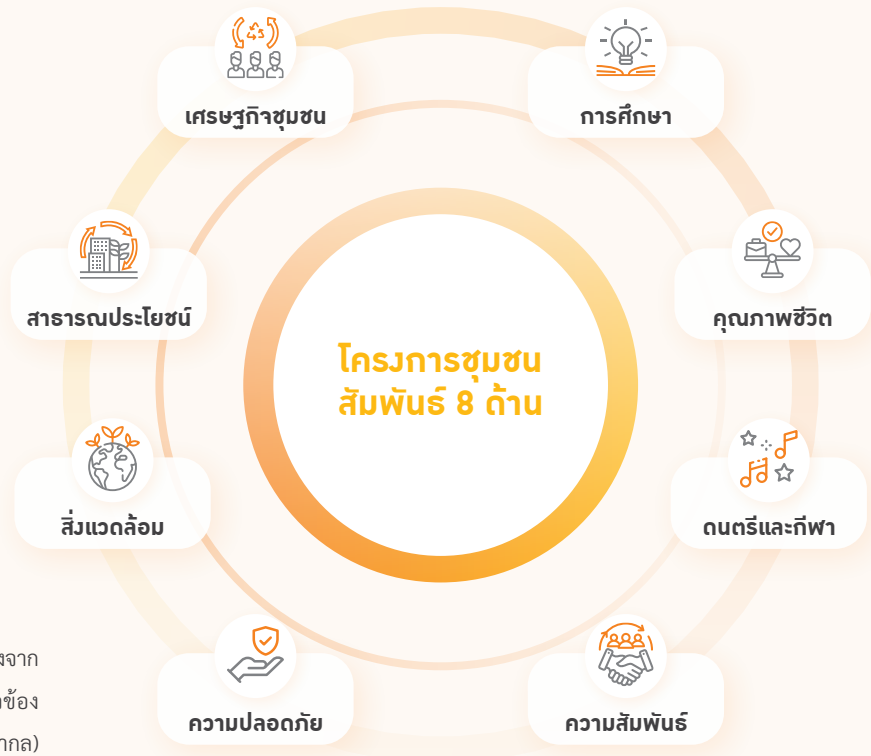 เศรษฐกิจชุมชน
การศึกษา
สาธารณประโยชน์
คุณภาพชีวิต
โครงการชุมชน
สัมพันธ์ 8 ด้าน
สิ่งแวดล้อม
ดนตรีและกีฬา
ความปลอดภัย
ความสัมพันธ์